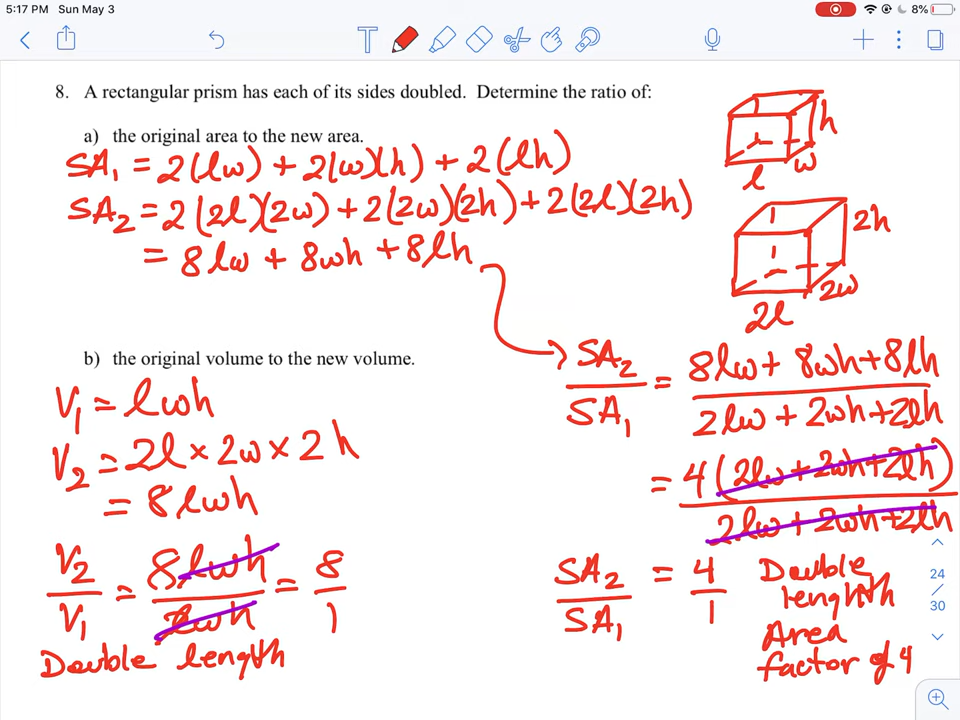 5:17 PM Sun May 3
8%
T
8. A rectangular prism has each of its sides doubled. Determine the ratio of:
a) the original area to the new area.
SA₁ = 2(lw) + 2(w)(h) + 2(lh)
SA₂ = 2(2l)(2w) + 2(2w)(2h) + 2(2l)(2h)
= 8lw + 8wh + 8lh
h
w
l
2h
2w
2l
b) the original volume to the new volume.
V₁ = lwh
V₂ = 2l × 2w × 2h
= 8lwh
V₂/V₁ = 8lwh/lwh = 8/1
Double length
SA₂/SA₁ = 8lw + 8wh + 8lh/2lw + 2wh + 2lh
= 4(2lw + 2wh + 2lh)/2lw + 2wh + 2lh
SA₂/SA₁ = 4/1
Double
length
Area
factor of 4
24
/
30